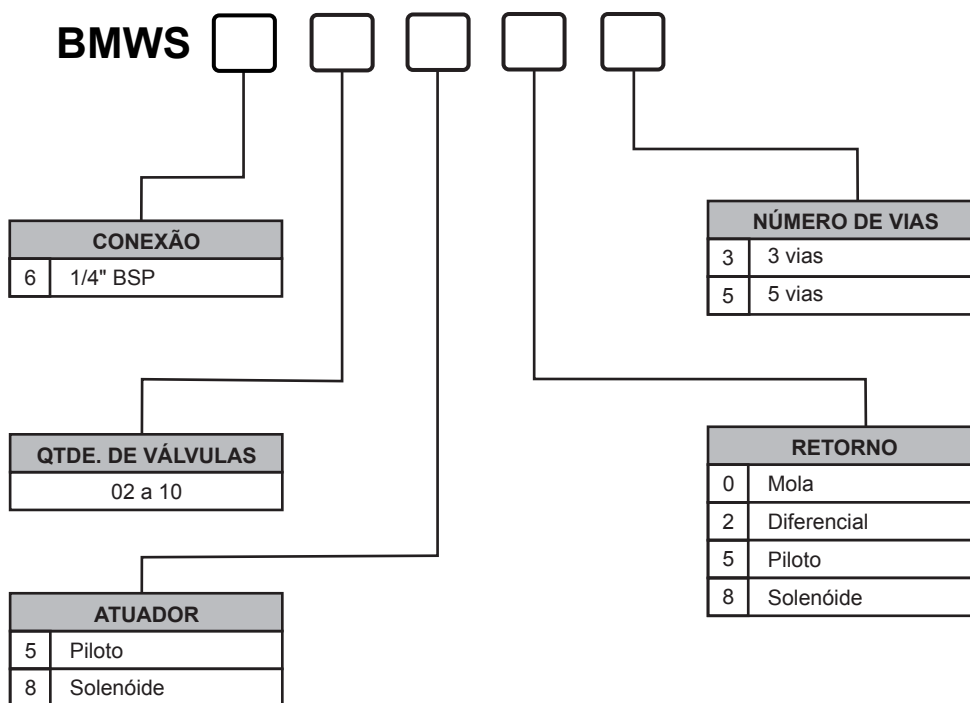 BMWS
CONEXÃO
6 1/4" BSP
QTDE. DE VÁLVULAS
02 a 10
ATUADOR
5 Piloto
8 Solenóide
NÚMERO DE VIAS
3 3 vias
5 5 vias
RETORNO
0 Mola
2 Diferencial
5 Piloto
8 Solenóide